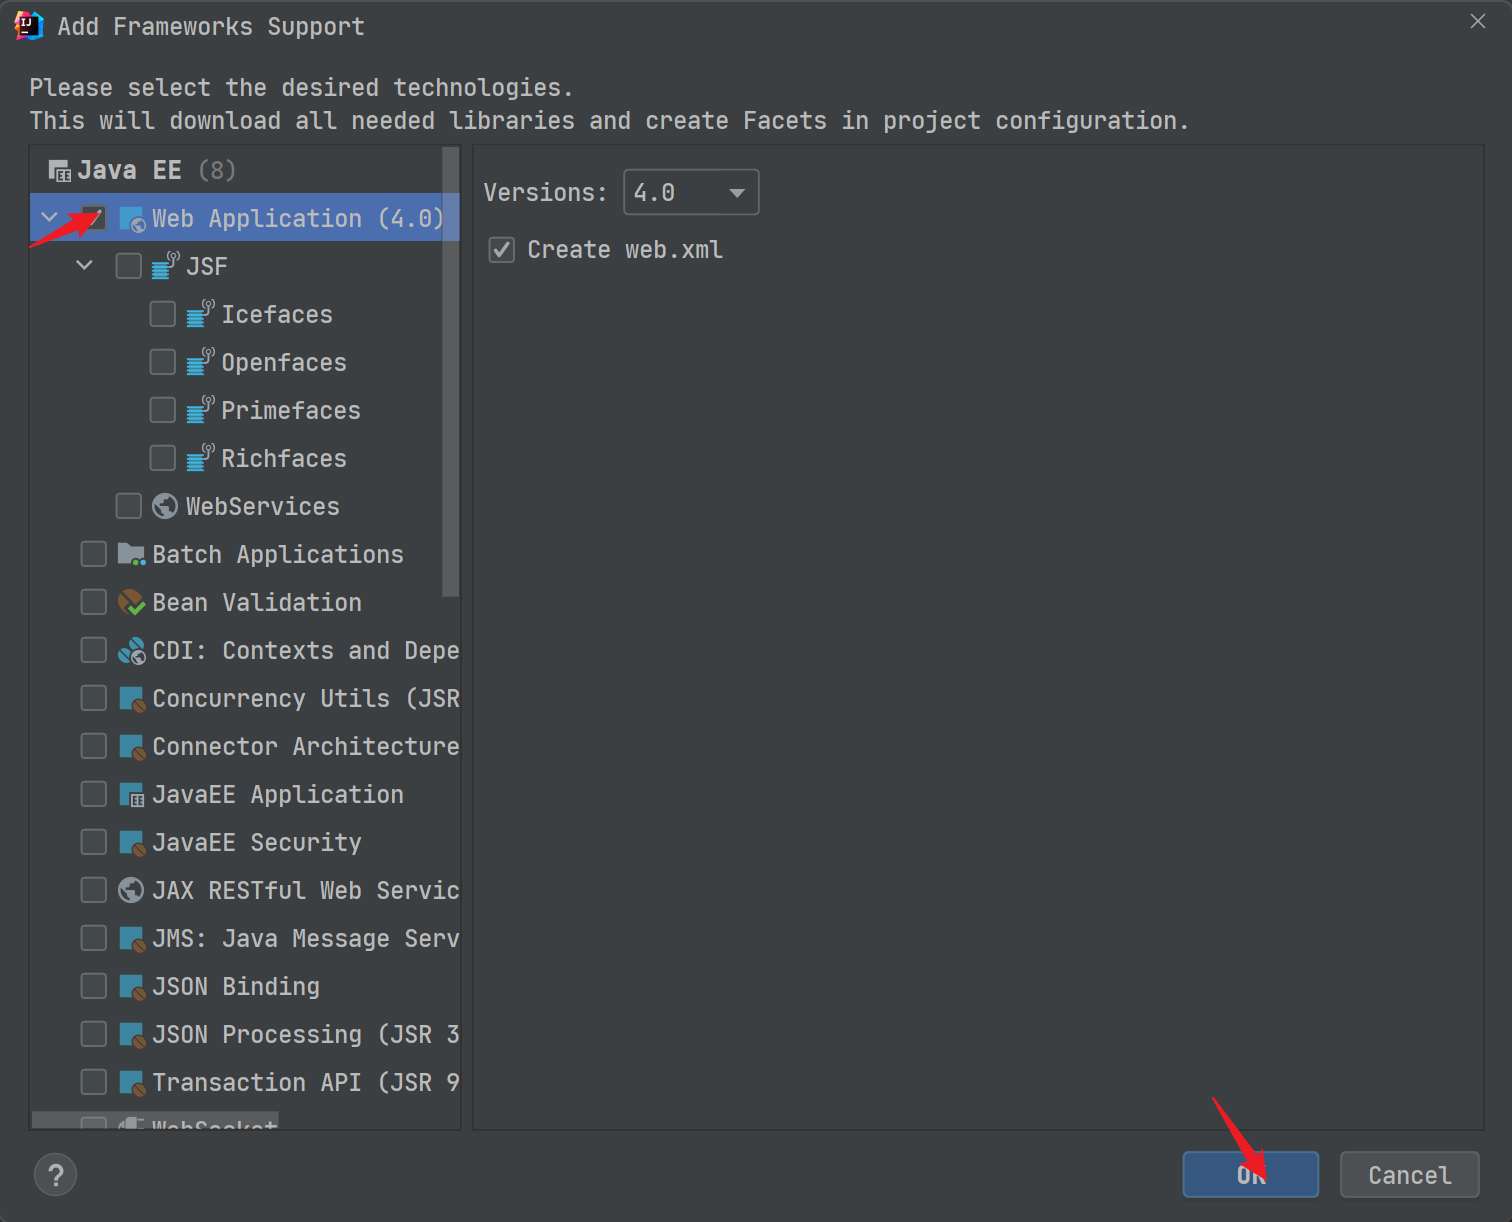 Add Frameworks Support
Please select the desired technologies.
This will download all needed libraries and create Facets in project configuration.
Java EE (8)
Web Application (4.0)
JSF
Icefaces
Openfaces
Primefaces
Richfaces
WebServices
Batch Applications
Bean Validation
CDI: Contexts and Depe
Concurrency Utils (JSR
Connector Architecture
JavaEE Application
JavaEE Security
JAX RESTful Web Servic
JMS: Java Message Serv
JSON Binding
JSON Processing (JSR 3
Transaction API (JSR 9
WebSocket
Versions: 4.0
Create web.xml
?
OK
Cancel